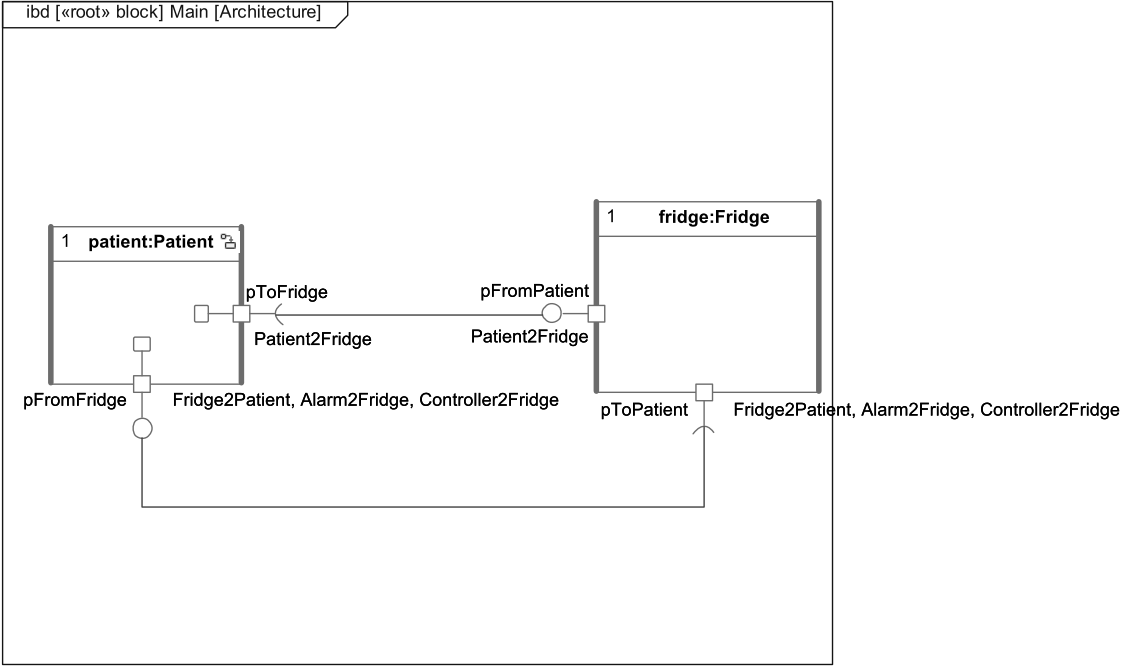 ibd [«root» block] Main [Architecture]
1 fridge:Fridge
1 patient:Patient
pToFridge
pFromPatient
Patient2Fridge
Patient2Fridge
pFromFridge
Fridge2Patient, Alarm2Fridge, Controller2Fridge
pToPatient
Fridge2Patient, Alarm2Fridge, Controller2Fridge